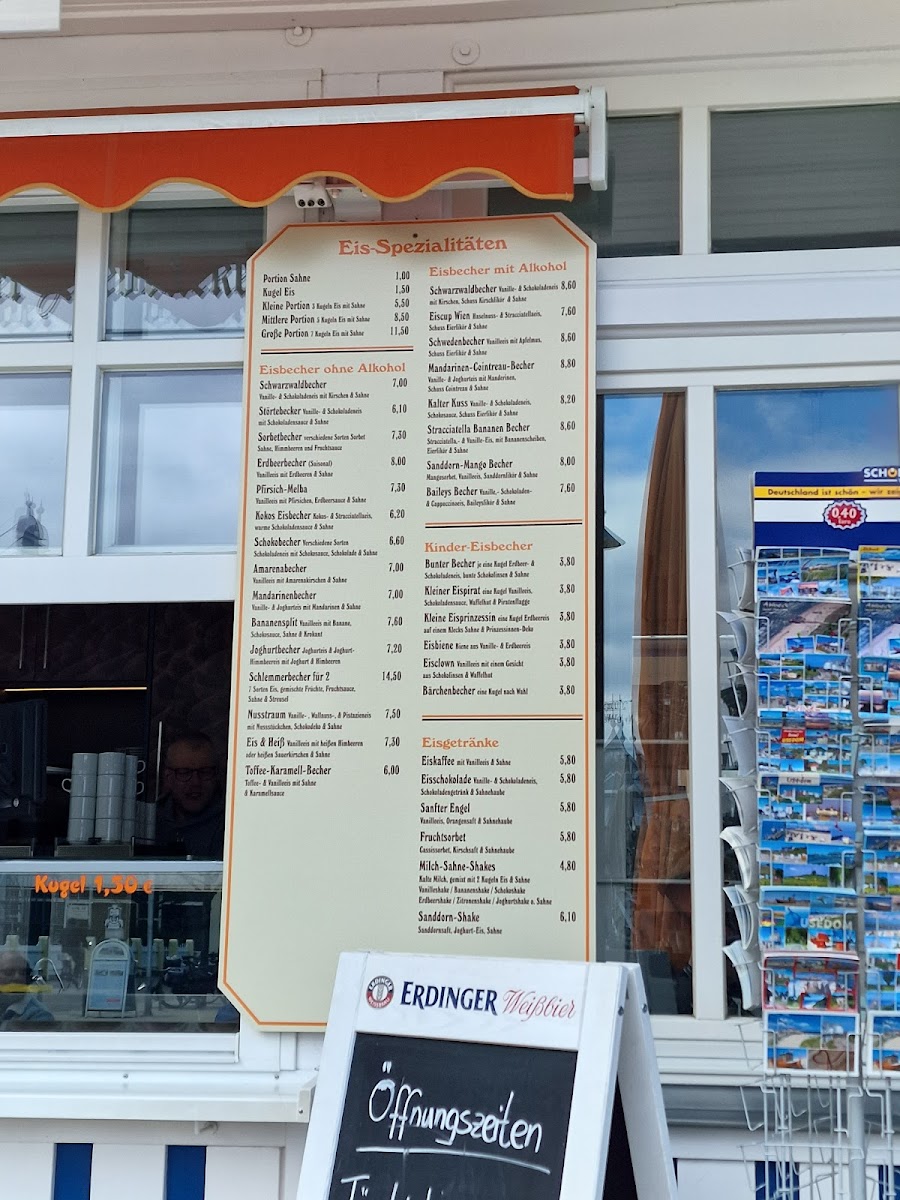 Eis-Spezialitäten
Portion Sahne 1,00
Kugel Eis 1,50
Kleine Portion 3 Kugeln Eis mit Sahne 5,50
Mittlere Portion 5 Kugeln Eis mit Sahne 8,50
Große Portion 7 Kugeln Eis mit Sahne 11,50
Eisbecher ohne Alkohol
Schwarzwaldbecher 7,00
Vanille- & Schokoladeneis mit Kirschen & Sahne
Störtebecker Vanille- & Schokoladeneis 6,10
mit Schokoladensauce & Sahne
Sorbetbecher verschiedene Sorten Sorbet 7,30
Sahne, Himmbeeren und Fruchtsauce
Erdbeerbecher (Saisonal) 8,00
Vanilleeis mit Erdbeeren & Sahne
Pfirsich-Melba 7,30
Vanilleeis mit Pfirsichen, Erdbeersauce & Sahne
Kokos Eisbecher Kokos- & Stracciatellaeis, 6,20
warme Schokoladensauce & Sahne
Schokobecher Verschiedene 6,60
Schokoladeneis mit Schokosauce, Schokolade & Sahne
Amarenabecher 7,00
Vanilleeis mit Amarenakirschen & Sahne
Mandarinenbecher 7,00
Vanille- & Joghurteis mit Mandarinen & Sahne
Bananensplit Vanilleeis mit Banane, 7,60
Schokosauce, Sahne & Krokant
Joghurtbecher Joghurteis & Joghurt- 7,20
Himmbeereis mit Joghurt & Himbeeren
Schlemmerbecher für 2 14,50
7 Sorten Eis, gemischte Früchte, Fruchtsauce,
Sahne & Streusel
Nusstraum Vanille-, Wallnuss-, & Pistazieneis 7,50
mit Nussstückchen, Schokodeko & Sahne
Eis & Heiß Vanilleeis mit heißen Himbeeren 7,30
oder heißen Sauerkirschen & Sahne
Toffee-Karamell-Becher 6,00
Toffee- & Vanilleeis mit Sahne
& Karamellsauce
Eisbecher mit Alkohol
Schwarzwaldbecher Vanille- & Schokoladeneis 8,60
mit Kirschen, Schuss Kirschlikör & Sahne
Eiscup Wien Haselnuss- & Stracciatellaeis, 7,60
Schuss Eierlikör & Sahne
Schwedenbecher Vanilleeis mit Apfelmus, 8,60
Schuss Eierlikör & Sahne
Mandarinen-Cointreau-Becher 8,80
Vanille- & Joghurteis mit Mandarinen,
Schuss Cointreau & Sahne
Kalter Kuss Vanille- & Schokoladeneis, 8,20
Schokosauce, Schuss Eierlikör & Sahne
Stracciatella Bananen Becher 8,60
Stracciatella,- & Vanille-Eis, mit Bananenscheiben,
Eierlikör & Sahne
Sanddorn-Mango Becher 8,00
Mangosorbet, Vanilleeis, Sanddornlikör & Sahne
Baileys Becher Vanille,- Schokoladen- 7,60
& Cappuccinoeis, Baileyslikör & Sahne
Kinder-Eisbecher
Bunter Becher je eine Kugel Erdbeer- & 3,80
Schokoladeneis, bunte Schokolinsen & Sahne
Kleiner Eispirat eine Kugel Vanilleeis, 3,80
Schokoladensauce, Waffelhut & Piratenflagge
Kleine Eisprinzessin eine Kugel Erdbeereis 3,80
auf einem Klecks Sahne & Prinzessinnen-Deko
Eisbiene Biene aus Vanille- & Erdbeereis 3,80
Eisclown Vanilleeis mit einem Gesicht 3,80
aus Schokolinsen & Waffelhut
Bärchenbecher eine Kugel nach Wahl 3,80
Eisgetränke
Eiskaffee mit Vanilleeis & Sahne 5,80
Eisschokolade Vanille- & Schokoladeneis, 5,80
Schokoladengetränk & Sahnehaube
Sanfter Engel 5,80
Vanilleeis, Orangensaft & Sahnehaube
Fruchtsorbet 5,80
Cassissorbet, Kirschsaft & Sahnehaube
Milch-Sahne-Shakes 4,80
Kalte Milch, gemixt mit 2 Kugeln Eis & Sahne
Vanilleshake / Bananenshake / Schokoshake
Erdbeershake / Zitronenshake / Joghurtshake o. Sahne
Sanddorn-Shake 6,10
Sanddornsaft, Joghurt-Eis, Sahne
Kugel 1,50 €
ERDINGER Weißbier
Öffnungszeiten
Deutschland ist schön - wir
0,40
Euro
USEDOM